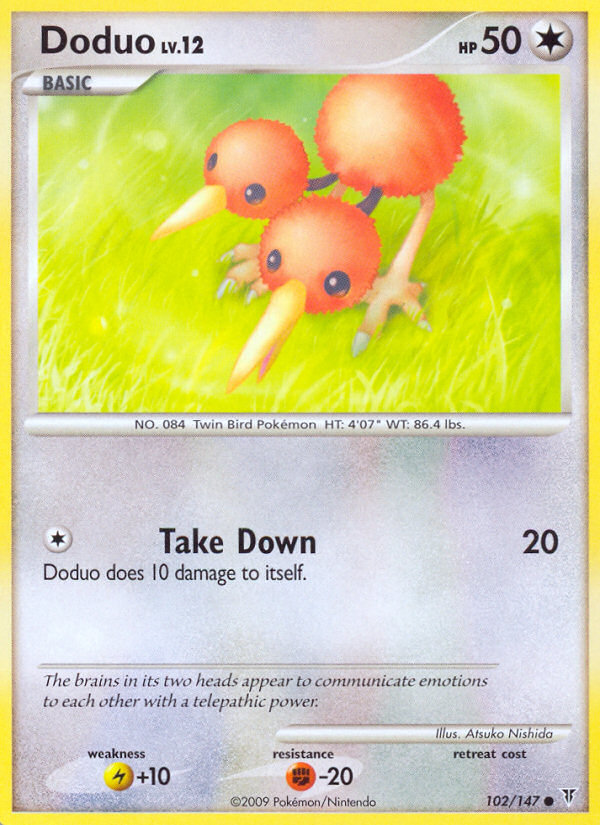 Doduo LV.12 HP 50
BASIC
NO. 084 Twin Bird Pokémon HT: 4'07" WT: 86.4 lbs.
Take Down 20
Doduo does 10 damage to itself.
The brains in its two heads appear to communicate emotions
to each other with a telepathic power.
Illus. Atsuko Nishida
weakness resistance retreat cost
+10 -20
©2009 Pokémon/Nintendo 102/147